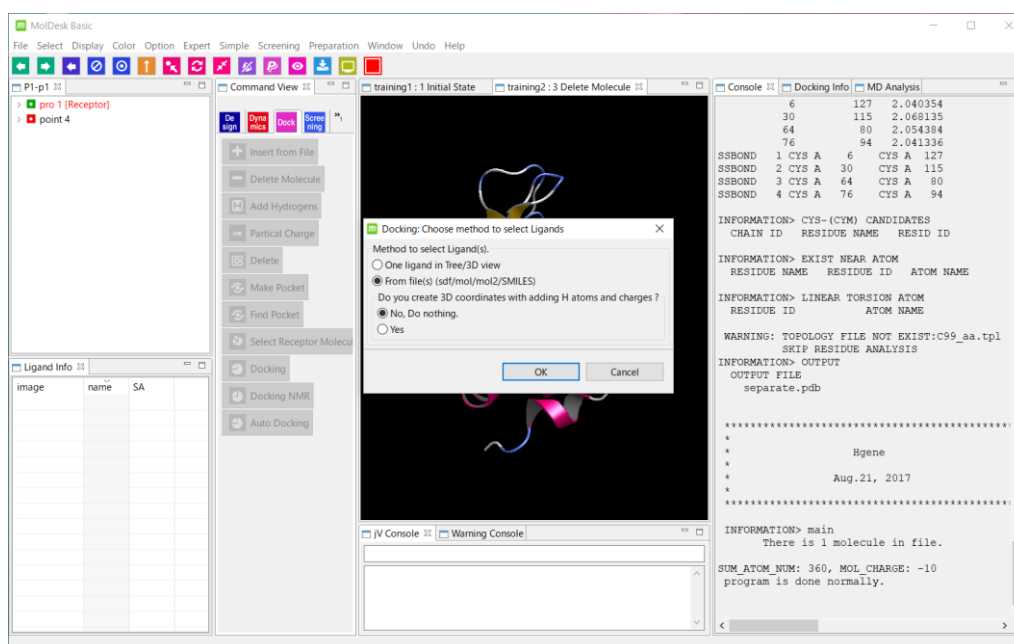 MolDesk Basic
File Select Display Color Option Expert Simple Screening Preparation Window Undo Help
P1-p1
pro 1 [Receptor]
point 4
Ligand Info
image name SA
Command View
De sign
Dyna mics
Dock
Scree ning
»1
Insert from File
Delete Molecule
Add Hydrogens
Partical Charge
Delete
Make Pocket
Find Pocket
Select Receptor Molecu
Docking
Docking NMR
Auto Docking
training1 : 1 Initial State
training2 : 3 Delete Molecule
Docking: Choose method to select Ligands
Method to select Ligand(s).
One ligand in Tree/3D view
From file(s) (sdf/mol/mol2/SMILES)
Do you create 3D coordinates with adding H atoms and charges ?
No, Do nothing.
Yes
OK Cancel
jV Console
Warning Console
Console
Docking Info
MD Analysis
6 127 2.040354
30 115 2.068135
64 80 2.054384
76 94 2.041336
SSBOND 1 CYS A 6 CYS A 127
SSBOND 2 CYS A 30 CYS A 115
SSBOND 3 CYS A 64 CYS A 80
SSBOND 4 CYS A 76 CYS A 94
INFORMATION> CYS-(CYM) CANDIDATES
CHAIN ID RESIDUE NAME RESID ID
INFORMATION> EXIST NEAR ATOM
RESIDUE NAME RESIDUE ID ATOM NAME
INFORMATION> LINEAR TORSION ATOM
RESIDUE ID ATOM NAME
WARNING: TOPOLOGY FILE NOT EXIST:C99_aa.tpl
SKIP RESIDUE ANALYSIS
INFORMATION> OUTPUT
OUTPUT FILE
separate.pdb
********************************************
*
* Hgene
*
* Aug.21, 2017
*
********************************************
INFORMATION> main
There is 1 molecule in file.
SUM_ATOM_NUM: 360, MOL_CHARGE: -10
program is done normally.